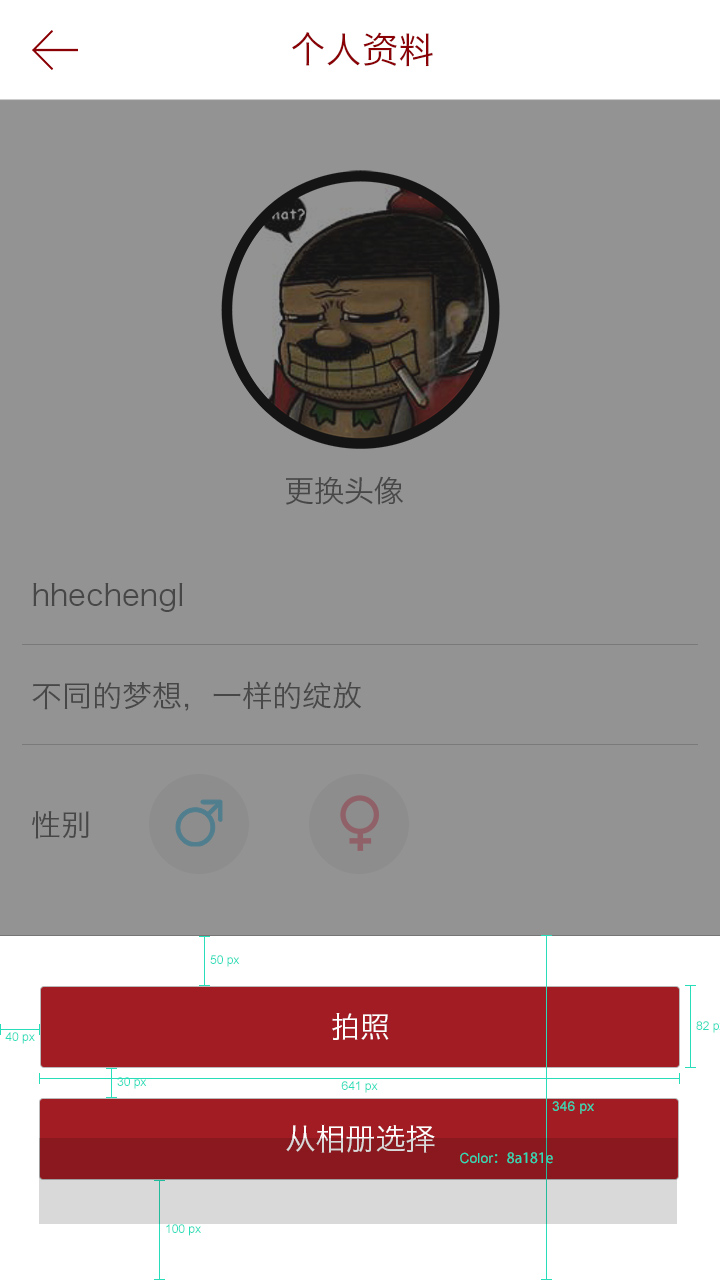 个人资料
hat?
更换头像
hhechengl
不同的梦想，一样的绽放
性别
50 px
拍照
40 px
82 p
30 px
641 px
346 px
从相册选择
Color：8a181e
100 px